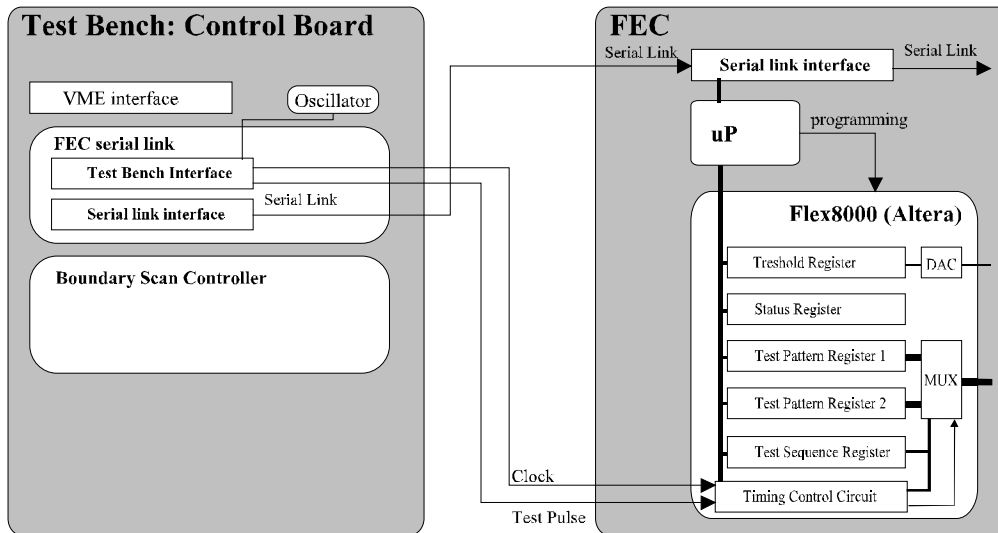 Test Bench: Control Board
VME interface
Oscillator
FEC serial link
Test Bench Interface
Serial link interface
Serial Link
Boundary Scan Controller
Clock
Test Pulse
FEC
Serial Link
Serial link interface
Serial Link
uP
programming
Flex8000 (Altera)
Treshold Register
DAC
Status Register
Test Pattern Register 1
MUX
Test Pattern Register 2
Test Sequence Register
Timing Control Circuit